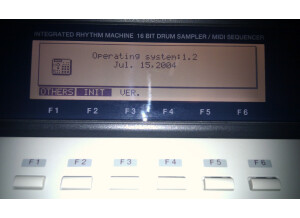 INTEGRATED RHYTHM MACHINE 16 BIT DRUM SAMPLER / MIDI SEQUENCER
Operating system:1.2
Jul. 15.2004
OTHERS INIT VER.
F1 F2 F3 F4 F5 F6
F1 F2 F3 F4 F5 F6